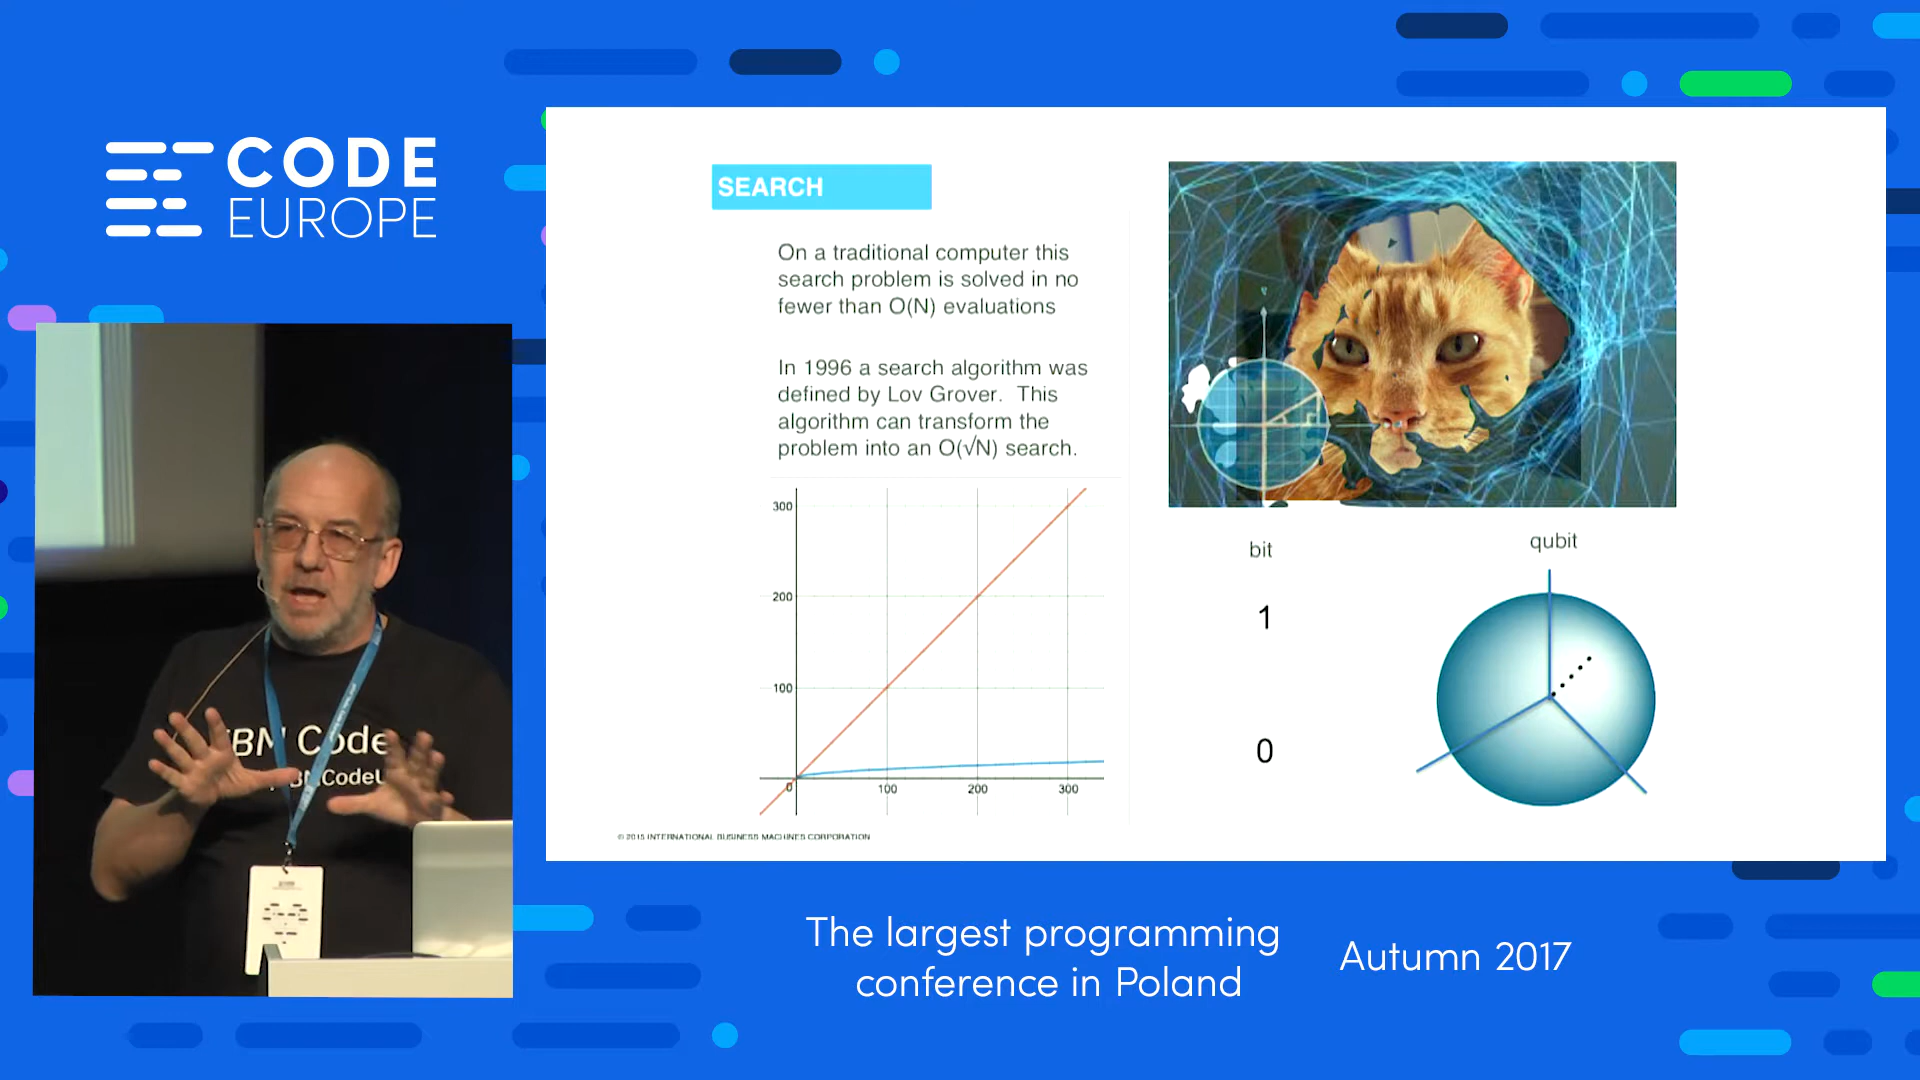 CODE
EUROPE
SEARCH
On a traditional computer this
search problem is solved in no
fewer than O(N) evaluations
In 1996 a search algorithm was
defined by Lov Grover. This
algorithm can transform the
problem into an O(√N) search.
300
200
100
0
100
200
300
© 2015 INTERNATIONAL BUSINESS MACHINES CORPORATION
bit
qubit
1
0
IBM Code
The largest programming
conference in Poland
Autumn 2017